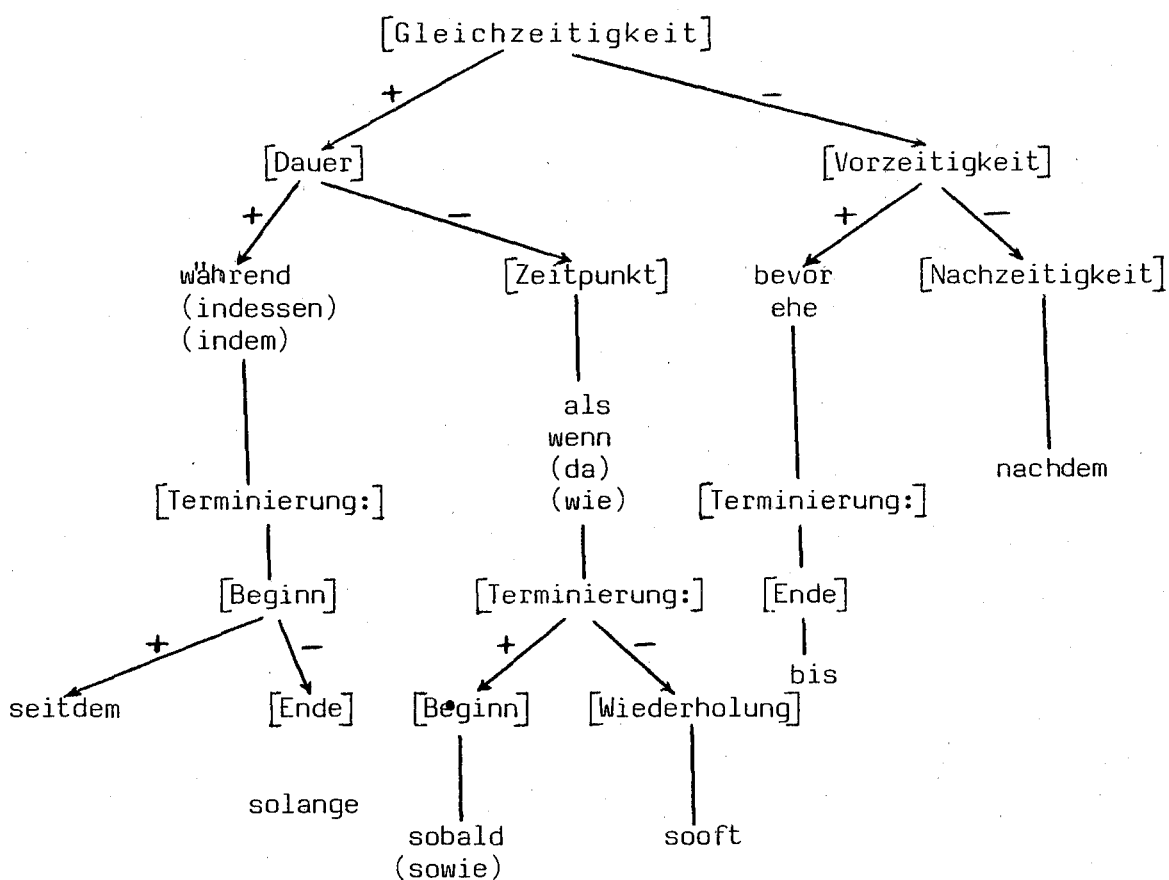 [Gleichzeitigkeit]
+ −
[Dauer] [Vorzeitigkeit]
+ − + −
während [Zeitpunkt] bevor [Nachzeitigkeit]
(indessen) ehe
(indem)
als
wenn
(da) nachdem
[Terminierung:] (wie) [Terminierung:]
[Beginn] [Terminierung:] [Ende]
+ − + −
bis
seitdem [Ende] [Beginn] [Wiederholung]
solange
sobald sooft
(sowie)